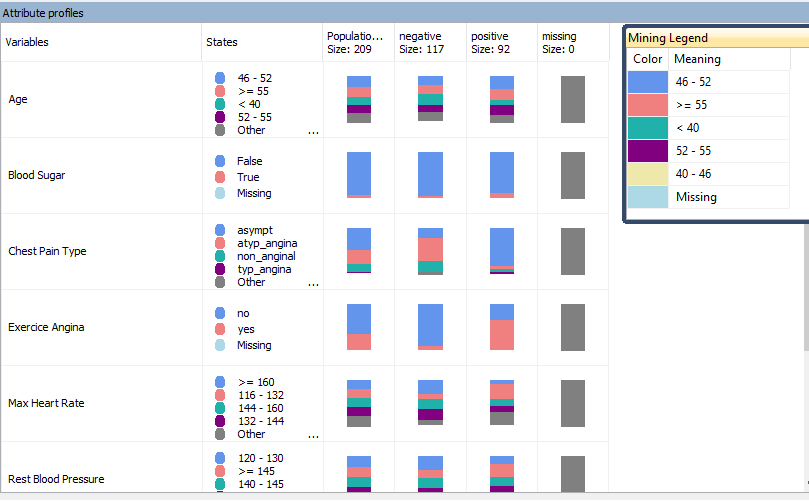 Attribute profiles
Variables States Populatio... negative positive missing
Size: 209 Size: 117 Size: 92 Size: 0
Age
46 - 52
>= 55
< 40
52 - 55
Other ...
Blood Sugar
False
True
Missing
Chest Pain Type
asympt
atyp_angina
non_anginal
typ_angina
Other ...
Exercice Angina
no
yes
Missing
Max Heart Rate
>= 160
116 - 132
144 - 160
132 - 144
Other ...
Rest Blood Pressure
120 - 130
>= 145
140 - 145
Mining Legend
Color Meaning
46 - 52
>= 55
< 40
52 - 55
40 - 46
Missing